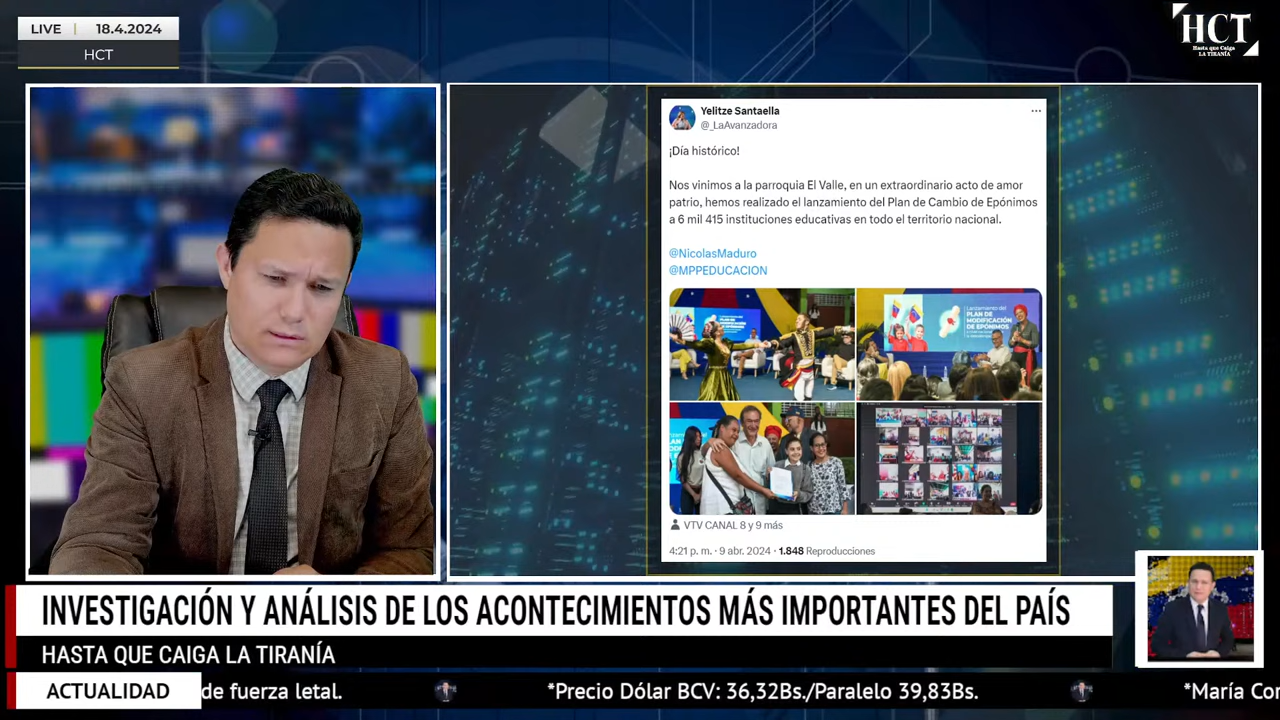 LIVE | 18.4.2024
HCT
HCT
Hasta que Caiga
LA TIRANÍA
Yelitze Santaella
@_LaAvanzadora
¡Día histórico!
Nos vinimos a la parroquia El Valle, en un extraordinario acto de amor
patrio, hemos realizado el lanzamiento del Plan de Cambio de Epónimos
a 6 mil 415 instituciones educativas en todo el territorio nacional.
@NicolasMaduro
@MPPEDUCACION
Lanzamiento del
PLAN DE
MODIFICACIÓN
DE EPÓNIMOS
VTV CANAL 8 y 9 más
4:21 p. m. · 9 abr. 2024 · 1.848 Reproducciones
INVESTIGACIÓN Y ANÁLISIS DE LOS ACONTECIMIENTOS MÁS IMPORTANTES DEL PAÍS
HASTA QUE CAIGA LA TIRANÍA
ACTUALIDAD
de fuerza letal. *Precio Dólar BCV: 36,32Bs./Paralelo 39,83Bs. *María Cor